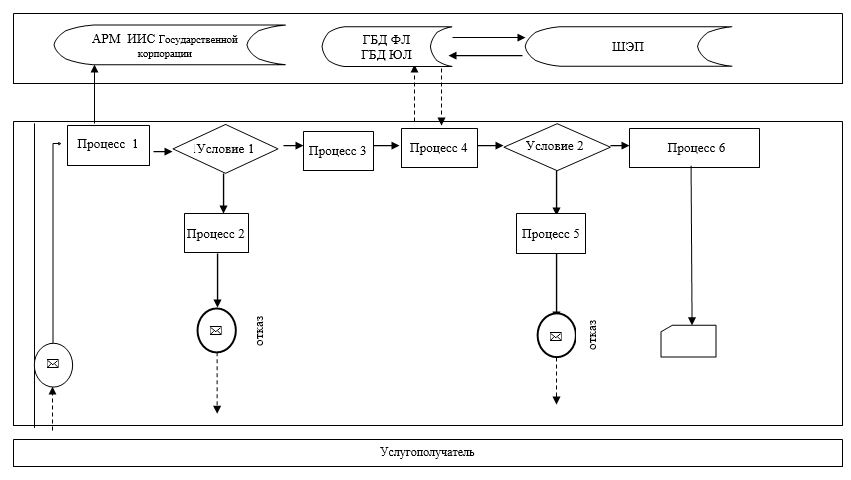 АРМ ИИС Государственной
корпорации
ГБД ФЛ
ГБД ЮЛ
ШЭП
Процесс 1
.Условие 1
Процесс 3
Процесс 4
Условие 2
Процесс 6
Процесс 2
Процесс 5
отказ
отказ
Услугополучатель